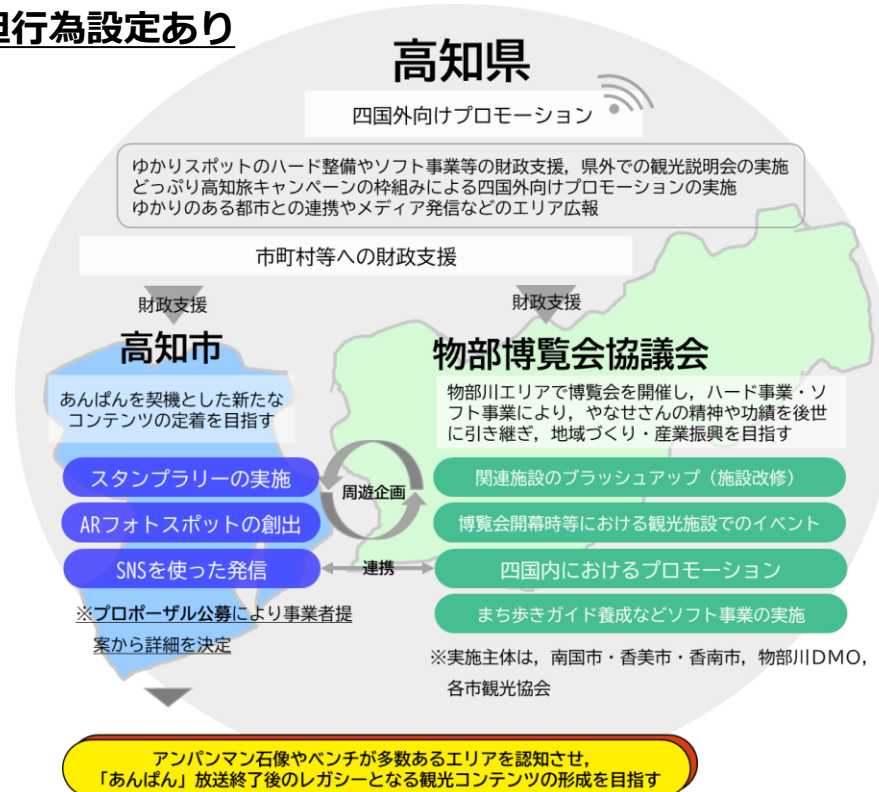 行為設定あり
高知県
四国外向けプロモーション
ゆかりスポットのハード整備やソフト事業等の財政支援，県外での観光説明会の実施
どっぷり高知旅キャンペーンの枠組みによる四国外向けプロモーションの実施
ゆかりのある都市との連携やメディア発信などのエリア広報
市町村等への財政支援
財政支援
財政支援
高知市
あんぱんを契機とした新たな
コンテンツの定着を目指す
スタンプラリーの実施
ARフォトスポットの創出
SNSを使った発信
※プロポーザル公募により事業者提
案から詳細を決定
周遊企画
連携
物部博覧会協議会
物部川エリアで博覧会を開催し，ハード事業・ソ
フト事業により，やなせさんの精神や功績を後世
に引き継ぎ，地域づくり・産業振興を目指す
関連施設のブラッシュアップ（施設改修）
博覧会開幕時等における観光施設でのイベント
四国内におけるプロモーション
まち歩きガイド養成などソフト事業の実施
※実施主体は，南国市・香美市・香南市，物部川DMO，
各市観光協会
アンパンマン石像やベンチが多数あるエリアを認知させ，
「あんぱん」放送終了後のレガシーとなる観光コンテンツの形成を目指す